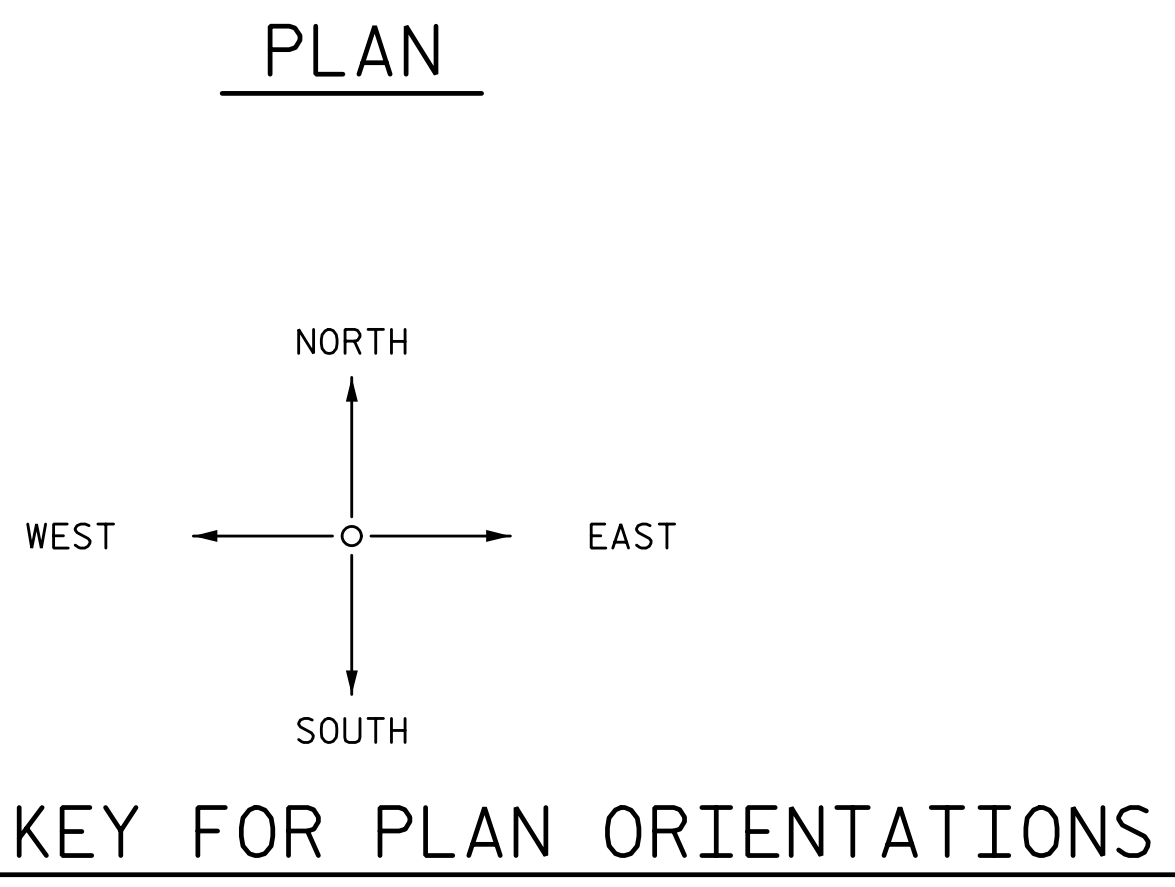 PLAN
NORTH
WEST EAST
SOUTH
KEY FOR PLAN ORIENTATIONS